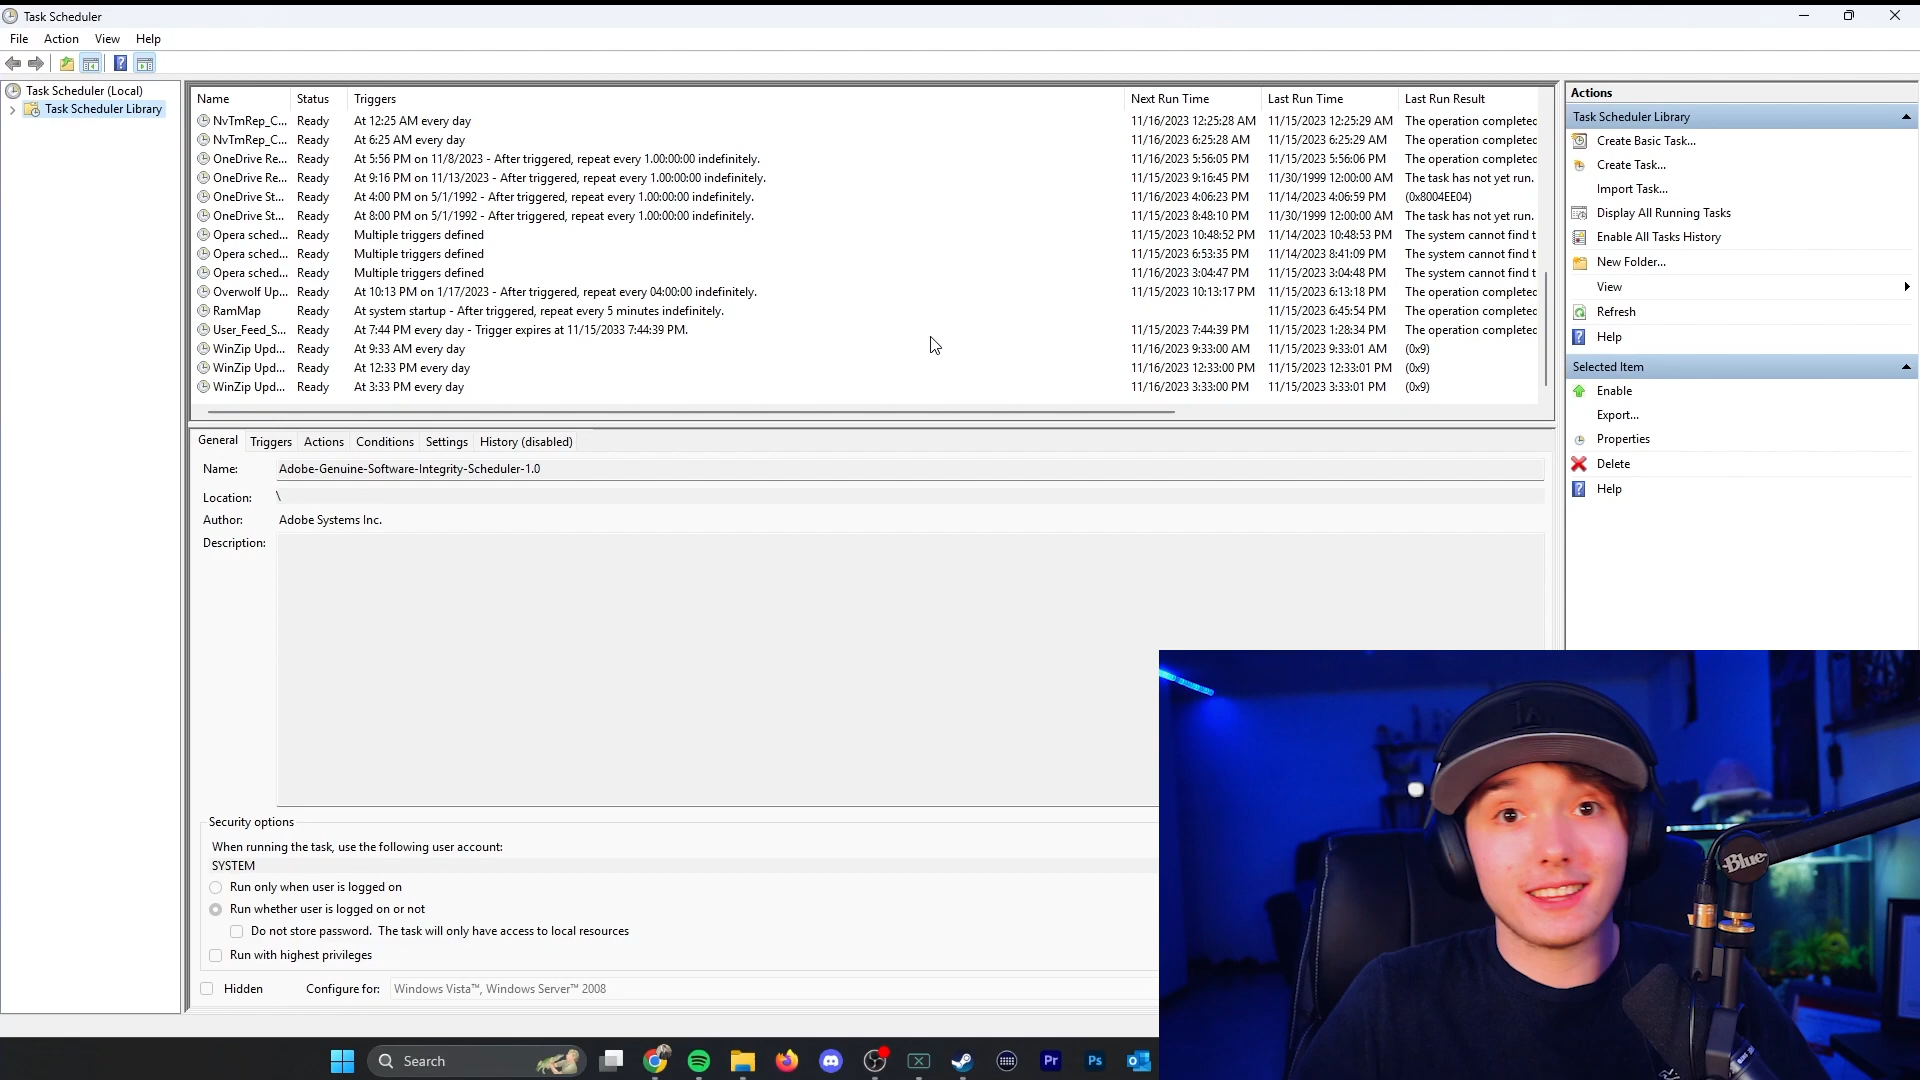 Task Scheduler
File Action View Help
Task Scheduler (Local)
Task Scheduler Library
Name Status Triggers Next Run Time Last Run Time Last Run Result
NvTmRep_C... Ready At 12:25 AM every day 11/16/2023 12:25:28 AM 11/15/2023 12:25:29 AM The operation completed
NvTmRep_C... Ready At 6:25 AM every day 11/16/2023 6:25:28 AM 11/15/2023 6:25:29 AM The operation completed
OneDrive Re... Ready At 5:56 PM on 11/8/2023 - After triggered, repeat every 1.00:00:00 indefinitely. 11/16/2023 5:56:05 PM 11/15/2023 5:56:06 PM The operation completed
OneDrive Re... Ready At 9:16 PM on 11/13/2023 - After triggered, repeat every 1.00:00:00 indefinitely. 11/15/2023 9:16:45 PM 11/30/1999 12:00:00 AM The task has not yet run.
OneDrive St... Ready At 4:00 PM on 5/1/1992 - After triggered, repeat every 1.00:00:00 indefinitely. 11/16/2023 4:06:23 PM 11/14/2023 4:06:59 PM (0x8004EE04)
OneDrive St... Ready At 8:00 PM on 5/1/1992 - After triggered, repeat every 1.00:00:00 indefinitely. 11/15/2023 8:48:10 PM 11/30/1999 12:00:00 AM The task has not yet run.
Opera sched... Ready Multiple triggers defined 11/15/2023 10:48:52 PM 11/14/2023 10:48:53 PM The system cannot find t
Opera sched... Ready Multiple triggers defined 11/15/2023 6:53:35 PM 11/14/2023 8:41:09 PM The system cannot find t
Opera sched... Ready Multiple triggers defined 11/16/2023 3:04:47 PM 11/15/2023 3:04:48 PM The system cannot find t
Overwolf Up... Ready At 10:13 PM on 1/17/2023 - After triggered, repeat every 04:00:00 indefinitely. 11/15/2023 10:13:17 PM 11/15/2023 6:13:18 PM The operation completed
RamMap Ready At system startup - After triggered, repeat every 5 minutes indefinitely. 11/15/2023 6:45:54 PM The operation completed
User_Feed_S... Ready At 7:44 PM every day - Trigger expires at 11/15/2033 7:44:39 PM. 11/15/2023 7:44:39 PM 11/15/2023 1:28:34 PM The operation completed
WinZip Upd... Ready At 9:33 AM every day 11/16/2023 9:33:00 AM 11/15/2023 9:33:01 AM (0x9)
WinZip Upd... Ready At 12:33 PM every day 11/16/2023 12:33:00 PM 11/15/2023 12:33:01 PM (0x9)
WinZip Upd... Ready At 3:33 PM every day 11/16/2023 3:33:00 PM 11/15/2023 3:33:01 PM (0x9)
General Triggers Actions Conditions Settings History (disabled)
Name: Adobe-Genuine-Software-Integrity-Scheduler-1.0
Location: \
Author: Adobe Systems Inc.
Description:
Security options
When running the task, use the following user account:
SYSTEM
Run only when user is logged on
Run whether user is logged on or not
Do not store password. The task will only have access to local resources
Run with highest privileges
Hidden Configure for: Windows Vista™, Windows Server™ 2008
Actions
Task Scheduler Library
Create Basic Task...
Create Task...
Import Task...
Display All Running Tasks
Enable All Tasks History
New Folder...
View
Refresh
Help
Selected Item
Enable
Export...
Properties
Delete
Help
Blue
Search
Pr
Ps